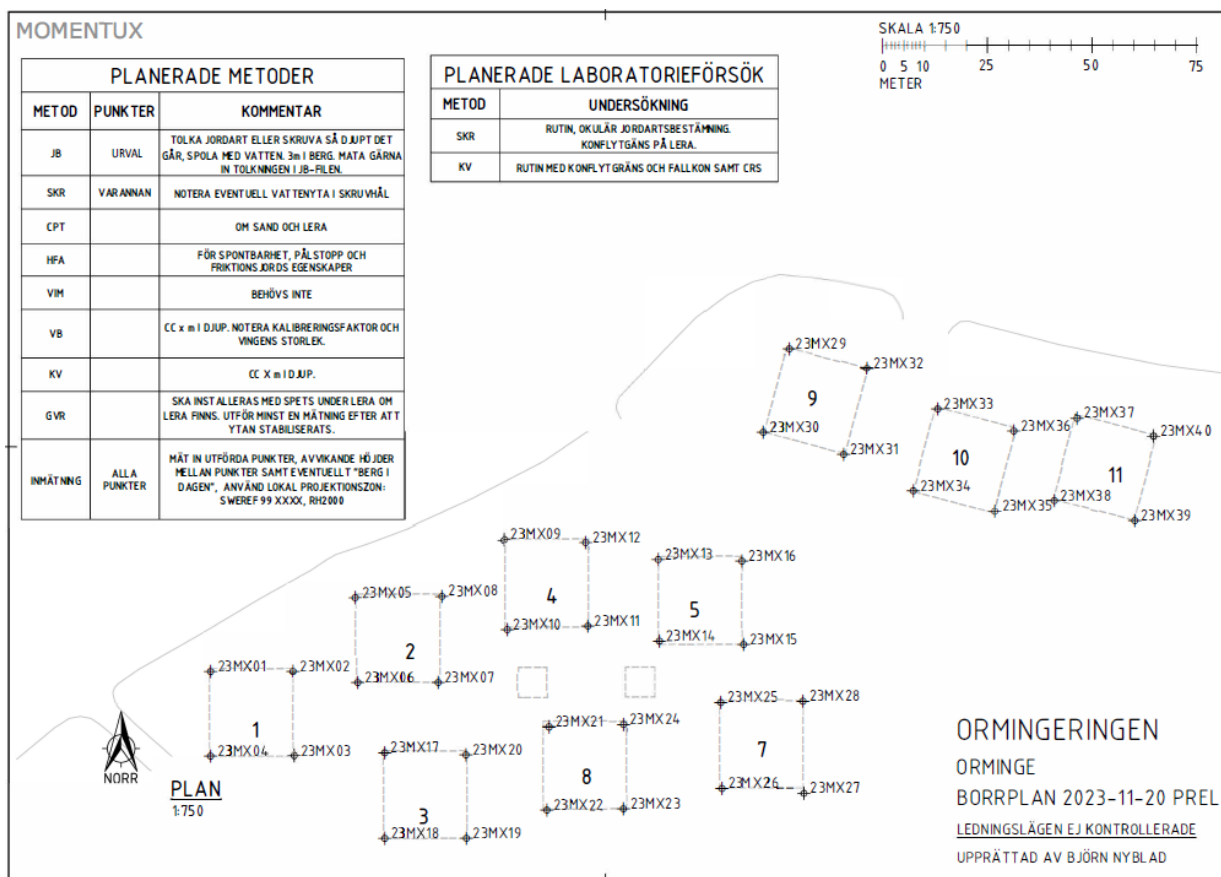 MOMENTUX
PLANERADE METODER
METOD PUNKTER KOMMENTAR
JB URVAL TOLKA JORDART ELLER SKRUVA SÅ DJUPT DET
GÅR, SPOLA MED VATTEN. 3m I BERG. MATA GÄRNA
IN TOLKNINGEN I JB-FILEN.
SKR VARANNAN NOTERA EVENTUELL VATTENYTA I SKRUVHÅL
CPT OM SAND OCH LERA
HFA FÖR SPONTBARHET, PÅLSTOPP OCH
FRIKTIONSJORDS EGENSKAPER
VIM BEHÖVS INTE
VB CC x m I DJUP. NOTERA KALIBRERINGSFAKTOR OCH
VINGENS STORLEK.
KV CC X m I DJUP.
GVR SKA INSTALLERAS MED SPETS UNDER LERA OM
LERA FINNS. UTFÖR MINST EN MÄTNING EFTER ATT
YTAN STABILISERATS.
INMÄTNING ALLA
PUNKTER MÄT IN UTFÖRDA PUNKTER, AVVIKANDE HÖJDER
MELLAN PUNKTER SAMT EVENTUELLT "BERG I
DAGEN", ANVÄND LOKAL PROJEKTIONSZON:
SWEREF 99 XXXX, RH2000
PLANERADE LABORATORIEFÖRSÖK
METOD UNDERSÖKNING
SKR RUTIN, OKULÄR JORDARTSBESTÄMNING.
KONFLYTGÄNS PÅ LERA.
KV RUTIN MED KONFLYTGRÄNS OCH FALLKON SAMT CRS
SKALA 1:750
0 5 10 25 50 75
METER
23MX29
23MX32
9
23MX30
23MX31
23MX33
23MX36
10
23MX34
23MX35
23MX37
23MX40
11
23MX38
23MX39
23MX09
23MX12
4
23MX10
23MX11
23MX13
23MX16
5
23MX14
23MX15
23MX05
23MX08
2
23MX06
23MX07
23MX01
23MX02
1
23MX04
23MX03
23MX17
23MX20
3
23MX18
23MX19
23MX21
23MX24
8
23MX22
23MX23
23MX25
23MX28
7
23MX26
23MX27
NORR
PLAN
1:750
ORMINGERINGEN
ORMINGE
BORRPLAN 2023-11-20 PREL
LEDNINGSLÄGEN EJ KONTROLLERADE
UPPRÄTTAD AV BJÖRN NYBLAD